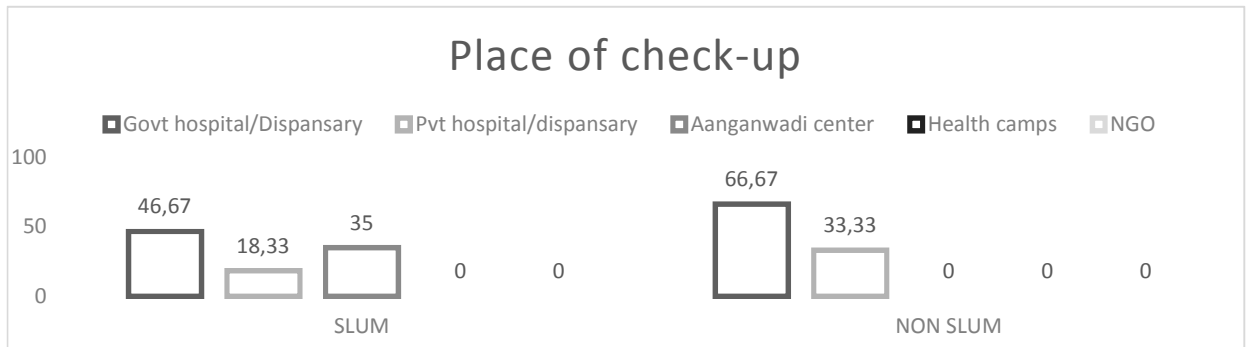 Place of check-up
Govt hospital/Dispansary Pvt hospital/dispansary Aanganwadi center Health camps NGO
100
50
0
46,67 18,33 35 0 0
66,67 33,33 0 0 0
SLUM NON SLUM